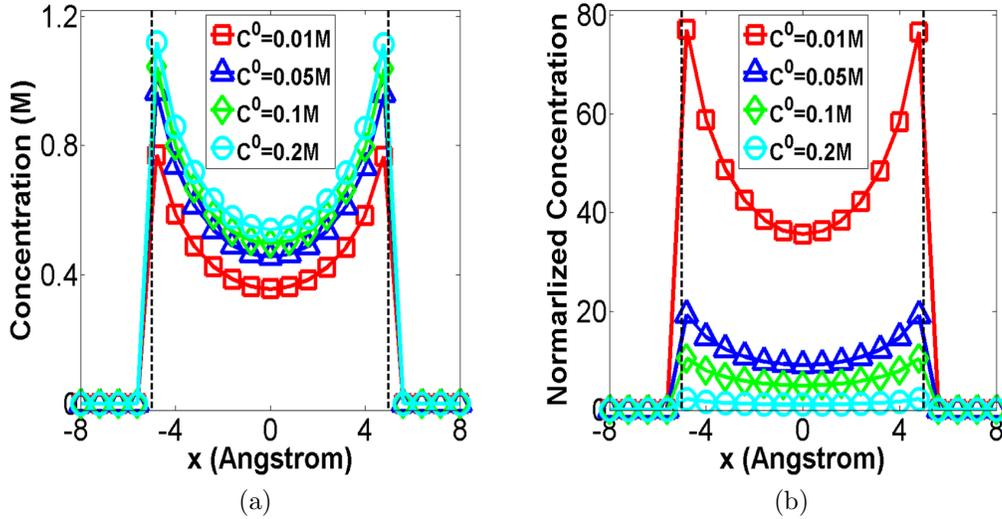 1.2
0.8
0.4
0
Concentration (M)
C⁰=0.01M
C⁰=0.05M
C⁰=0.1M
C⁰=0.2M
-8 -4 0 4 8
x (Angstrom)
(a)
80
60
40
20
0
Normarlized Concentration
C⁰=0.01M
C⁰=0.05M
C⁰=0.1M
C⁰=0.2M
-8 -4 0 4 8
x (Angstrom)
(b)